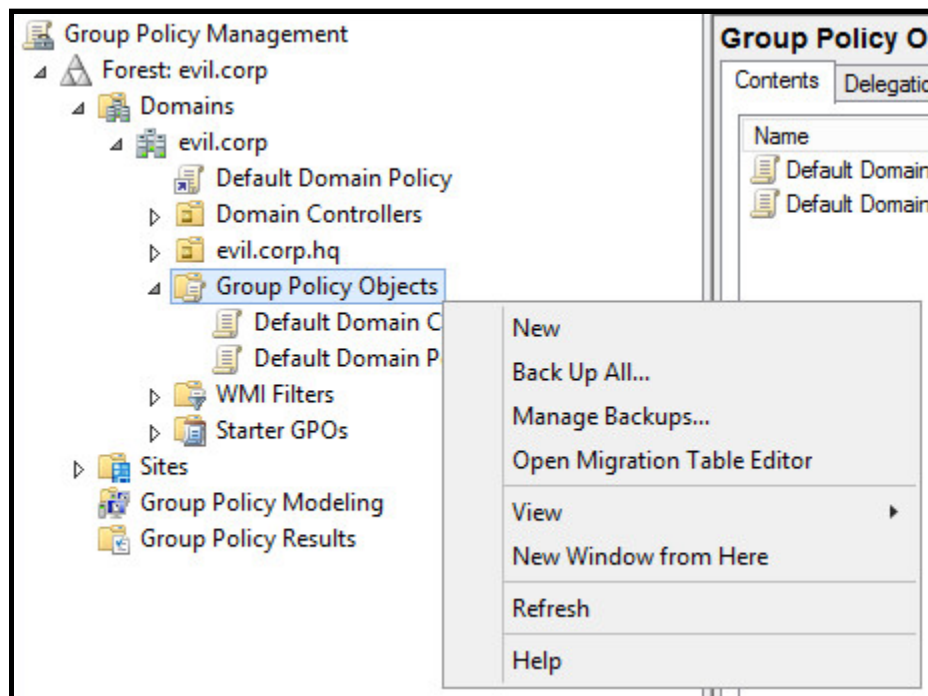 Group Policy Management
Forest: evil.corp
Domains
evil.corp
Default Domain Policy
Domain Controllers
evil.corp.hq
Group Policy Objects
Default Domain C
Default Domain P
WMI Filters
Starter GPOs
Sites
Group Policy Modeling
Group Policy Results
Group Policy O
Contents
Delegatio
Name
Default Domain
Default Domain
New
Back Up All...
Manage Backups...
Open Migration Table Editor
View
New Window from Here
Refresh
Help